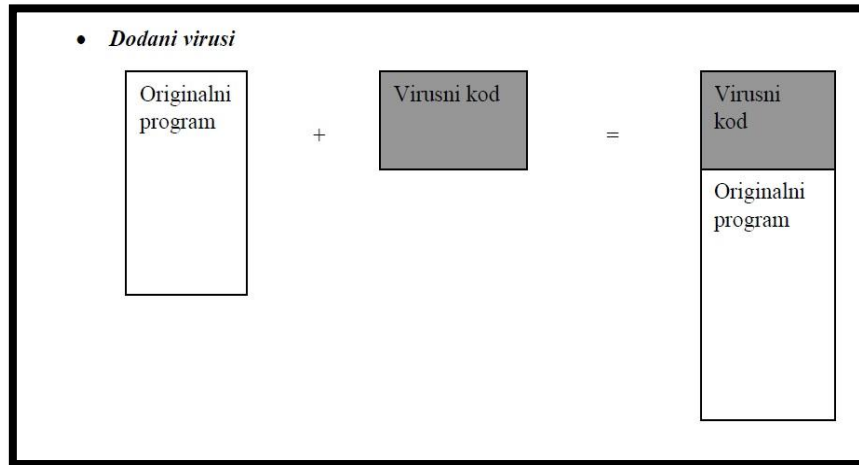 • Dodani virusi
Originalni
program
+
Virusni kod
=
Virusni
kod
Originalni
program